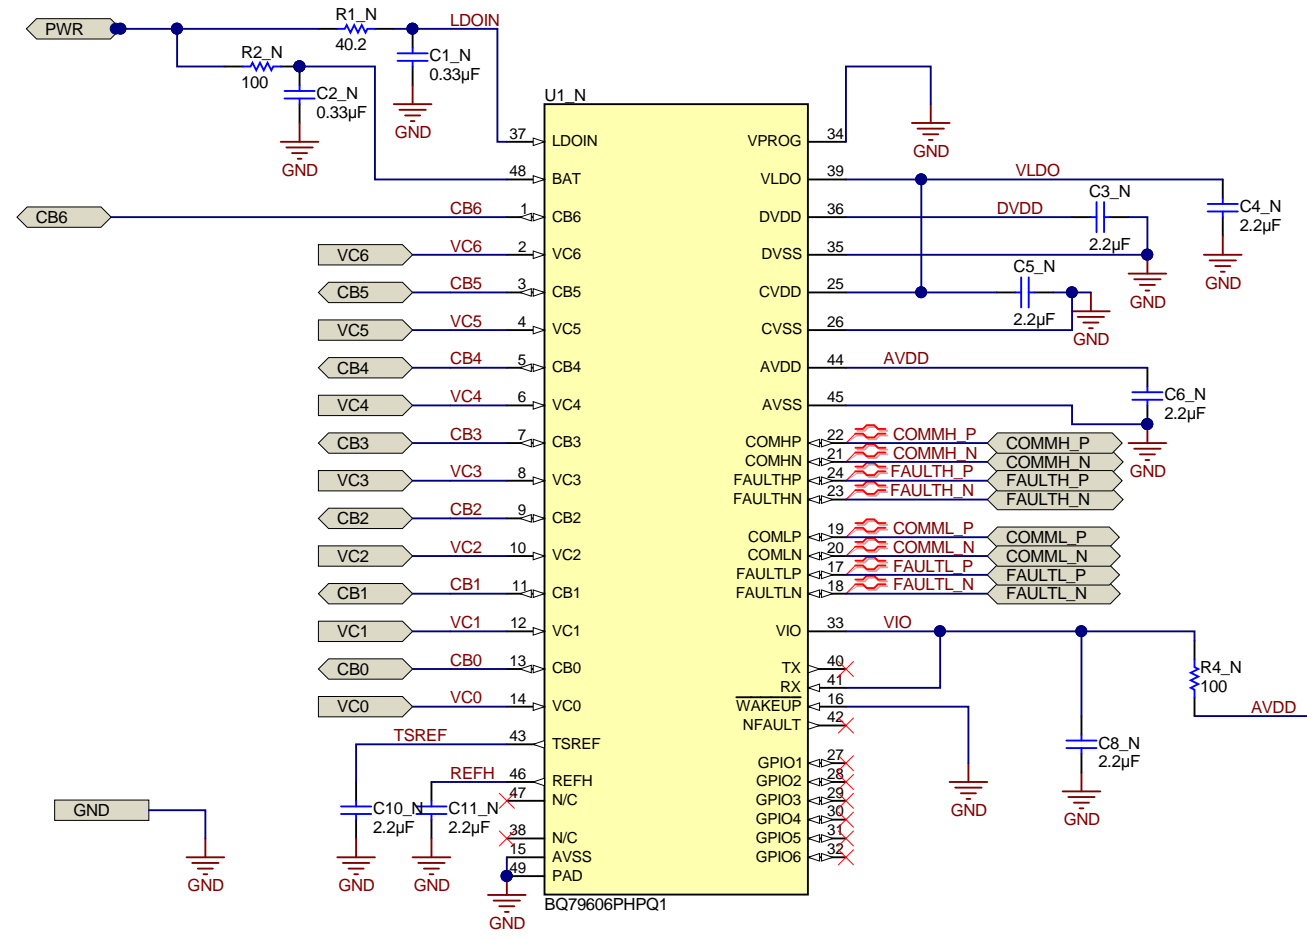 PWR
R1_N
40.2
LDOIN
R2_N
100
C1_N
0.33µF
GND
C2_N
0.33µF
GND
U1_N
37 LDOIN
48 BAT
CB6 CB6 1 CB6
VC6 VC6 2 VC6
CB5 CB5 3 CB5
VC5 VC5 4 VC5
CB4 CB4 5 CB4
VC4 VC4 6 VC4
CB3 CB3 7 CB3
VC3 VC3 8 VC3
CB2 CB2 9 CB2
VC2 VC2 10 VC2
CB1 CB1 11 CB1
VC1 VC1 12 VC1
CB0 CB0 13 CB0
VC0 VC0 14 VC0
TSREF 43 TSREF
REFH 46 REFH
47 N/C
38 N/C
15 AVSS
49 PAD
C10_N
2.2µF
GND
C11_N
2.2µF
GND
GND
GND
GND
BQ79606PHPQ1
VPROG 34
GND
VLDO 39 VLDO
DVDD 36 DVDD
C3_N
2.2µF
C4_N
2.2µF
GND
DVSS 35
GND
CVDD 25
C5_N
2.2µF
CVSS 26
GND
AVDD 44 AVDD
AVSS 45
C6_N
2.2µF
GND
COMHP 22 COMMH_P COMMH_P
COMHN 21 COMMH_N COMMH_N
FAULTHP 24 FAULTH_P FAULTH_P
FAULTHN 23 FAULTH_N FAULTH_N
COMLP 19 COMML_P COMML_P
COMLN 20 COMML_N COMML_N
FAULTLP 17 FAULTL_P FAULTL_P
FAULTLN 18 FAULTL_N FAULTL_N
VIO 33 VIO
TX 40
RX 41
WAKEUP 16
NFAULT 42
R4_N
100
AVDD
C8_N
2.2µF
GND
GND
GPIO1 27
GPIO2 28
GPIO3 29
GPIO4 30
GPIO5 31
GPIO6 32